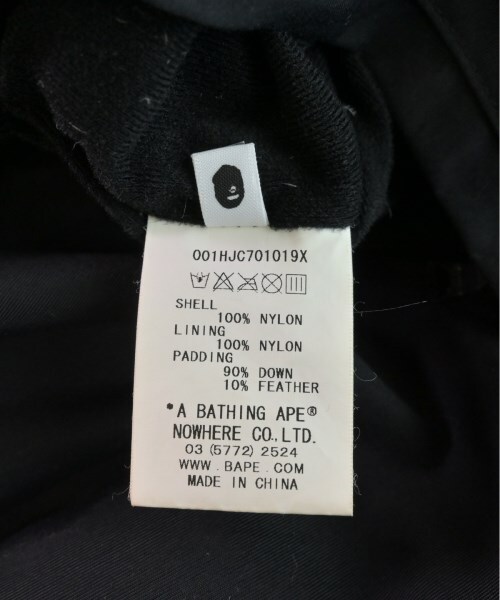 001HJC701019X
SHELL
100% NYLON
LINING
100% NYLON
PADDING
90% DOWN
10% FEATHER
*A BATHING APE®
NOWHERE CO., LTD.
03 (5772) 2524
WWW. BAPE. COM
MADE IN CHINA